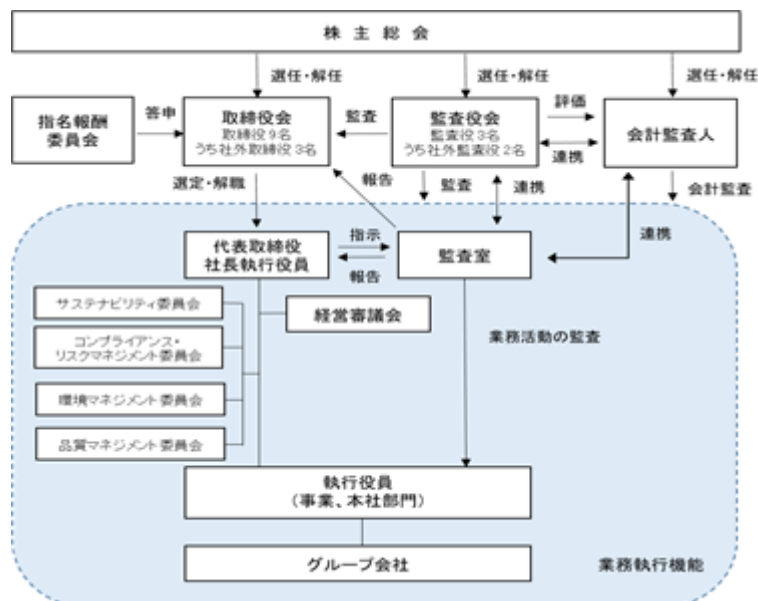 株 主 総 会
選任・解任
選任・解任
選任・解任
指名報酬
委員会
答申
取締役会
取締役 9名
うち社外取締役 3名
監査
監査役会
監査役 3名
うち社外監査役 2名
評価
連携
会計監査人
選定・解職
報告
監査
連携
会計監査
連携
代表取締役
社長執行役員
指示
報告
監査室
サステナビリティ委員会
経営審議会
コンプライアンス・
リスクマネジメント委員会
業務活動の監査
環境マネジメント委員会
品質マネジメント委員会
執行役員
（事業、本社部門）
グループ会社
業務執行機能